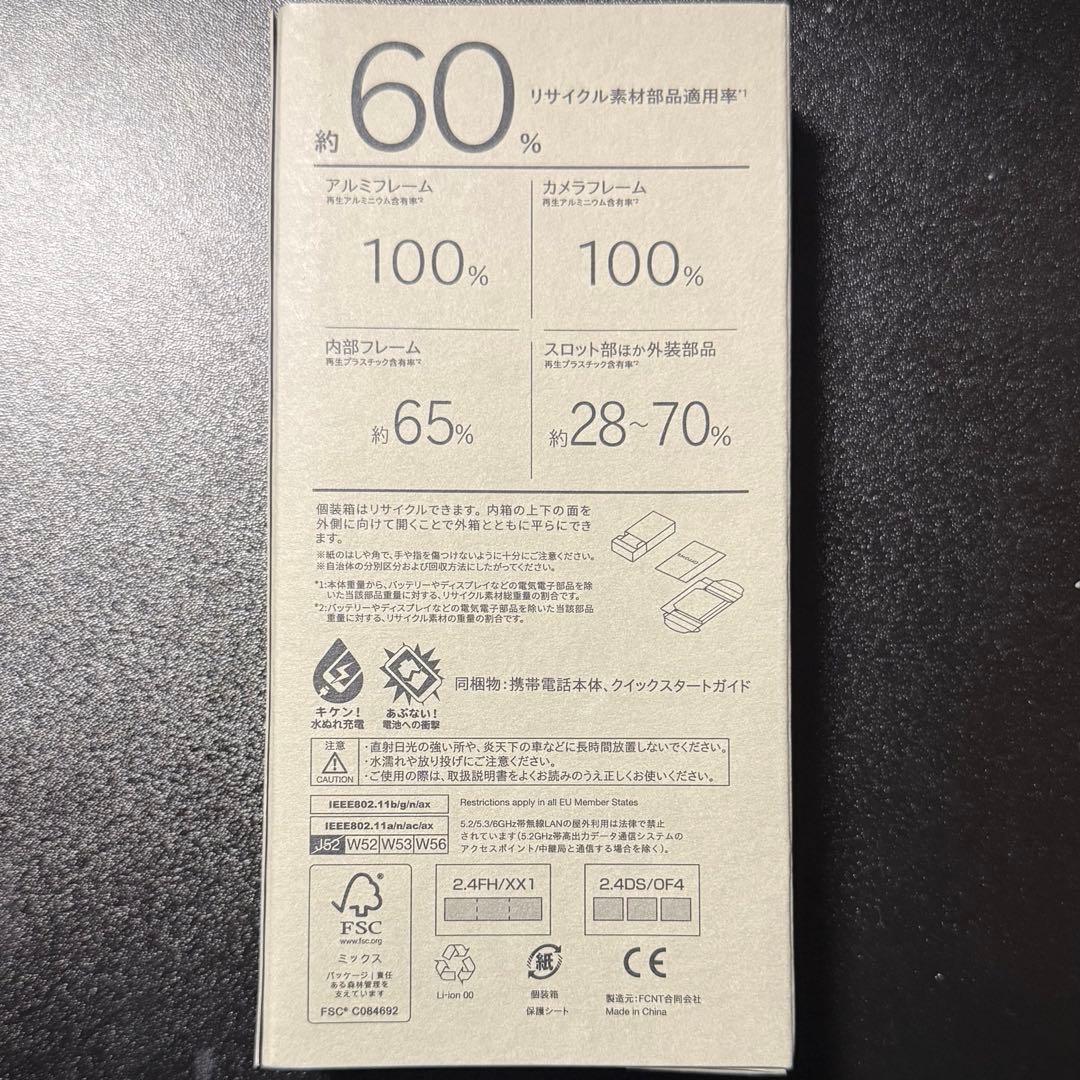 約60% リサイクル素材部品適用率*1
アルミフレーム
再生アルミニウム含有率*2
100%
カメラフレーム
再生アルミニウム含有率*2
100%
内部フレーム
再生プラスチック含有率*2
約65%
スロット部ほか外装部品
再生プラスチック含有率*2
約28~70%
個装箱はリサイクルできます。内箱の上下の面を
外側に向けて開くことで外箱とともに平らにでき
ます。
※紙のはしや角で、手や指を傷つけないように十分にご注意ください。
※自治体の分別区分および回収方法にしたがってください。
*1:本体重量から、バッテリーやディスプレイなどの電気電子部品を除
いた当該部品重量に対する、リサイクル素材総重量の割合です。
*2:バッテリーやディスプレイなどの電気電子部品を除いた当該部品
重量に対する、リサイクル素材の重量の割合です。
キケン!
水ぬれ充電
あぶない!
電池への衝撃
同梱物:携帯電話本体、クイックスタートガイド
注意
CAUTION
・直射日光の強い所や、炎天下の車などに長時間放置しないでください。
・水濡れや放り投げにご注意ください。
・ご使用の際は、取扱説明書をよくお読みのうえ正しくお使いください。
IEEE802.11b/g/n/ax
IEEE802.11a/n/ac/ax
J52 W52 W53 W56
Restrictions apply in all EU Member States
5.2/5.3/6GHz帯無線LANの屋外利用は法律で禁止
されています(5.2GHz帯高出力データ通信システムの
アクセスポイント/中継局と通信する場合を除く)。
FSC
www.fsc.org
ミックス
パッケージ|責任
ある森林管理を
支えています
FSC® C084692
2.4FH/XX1
2.4DS/OF4
Li-ion 00
紙
個装箱
保護シート
CE
製造元:FCNT合同会社
Made in China